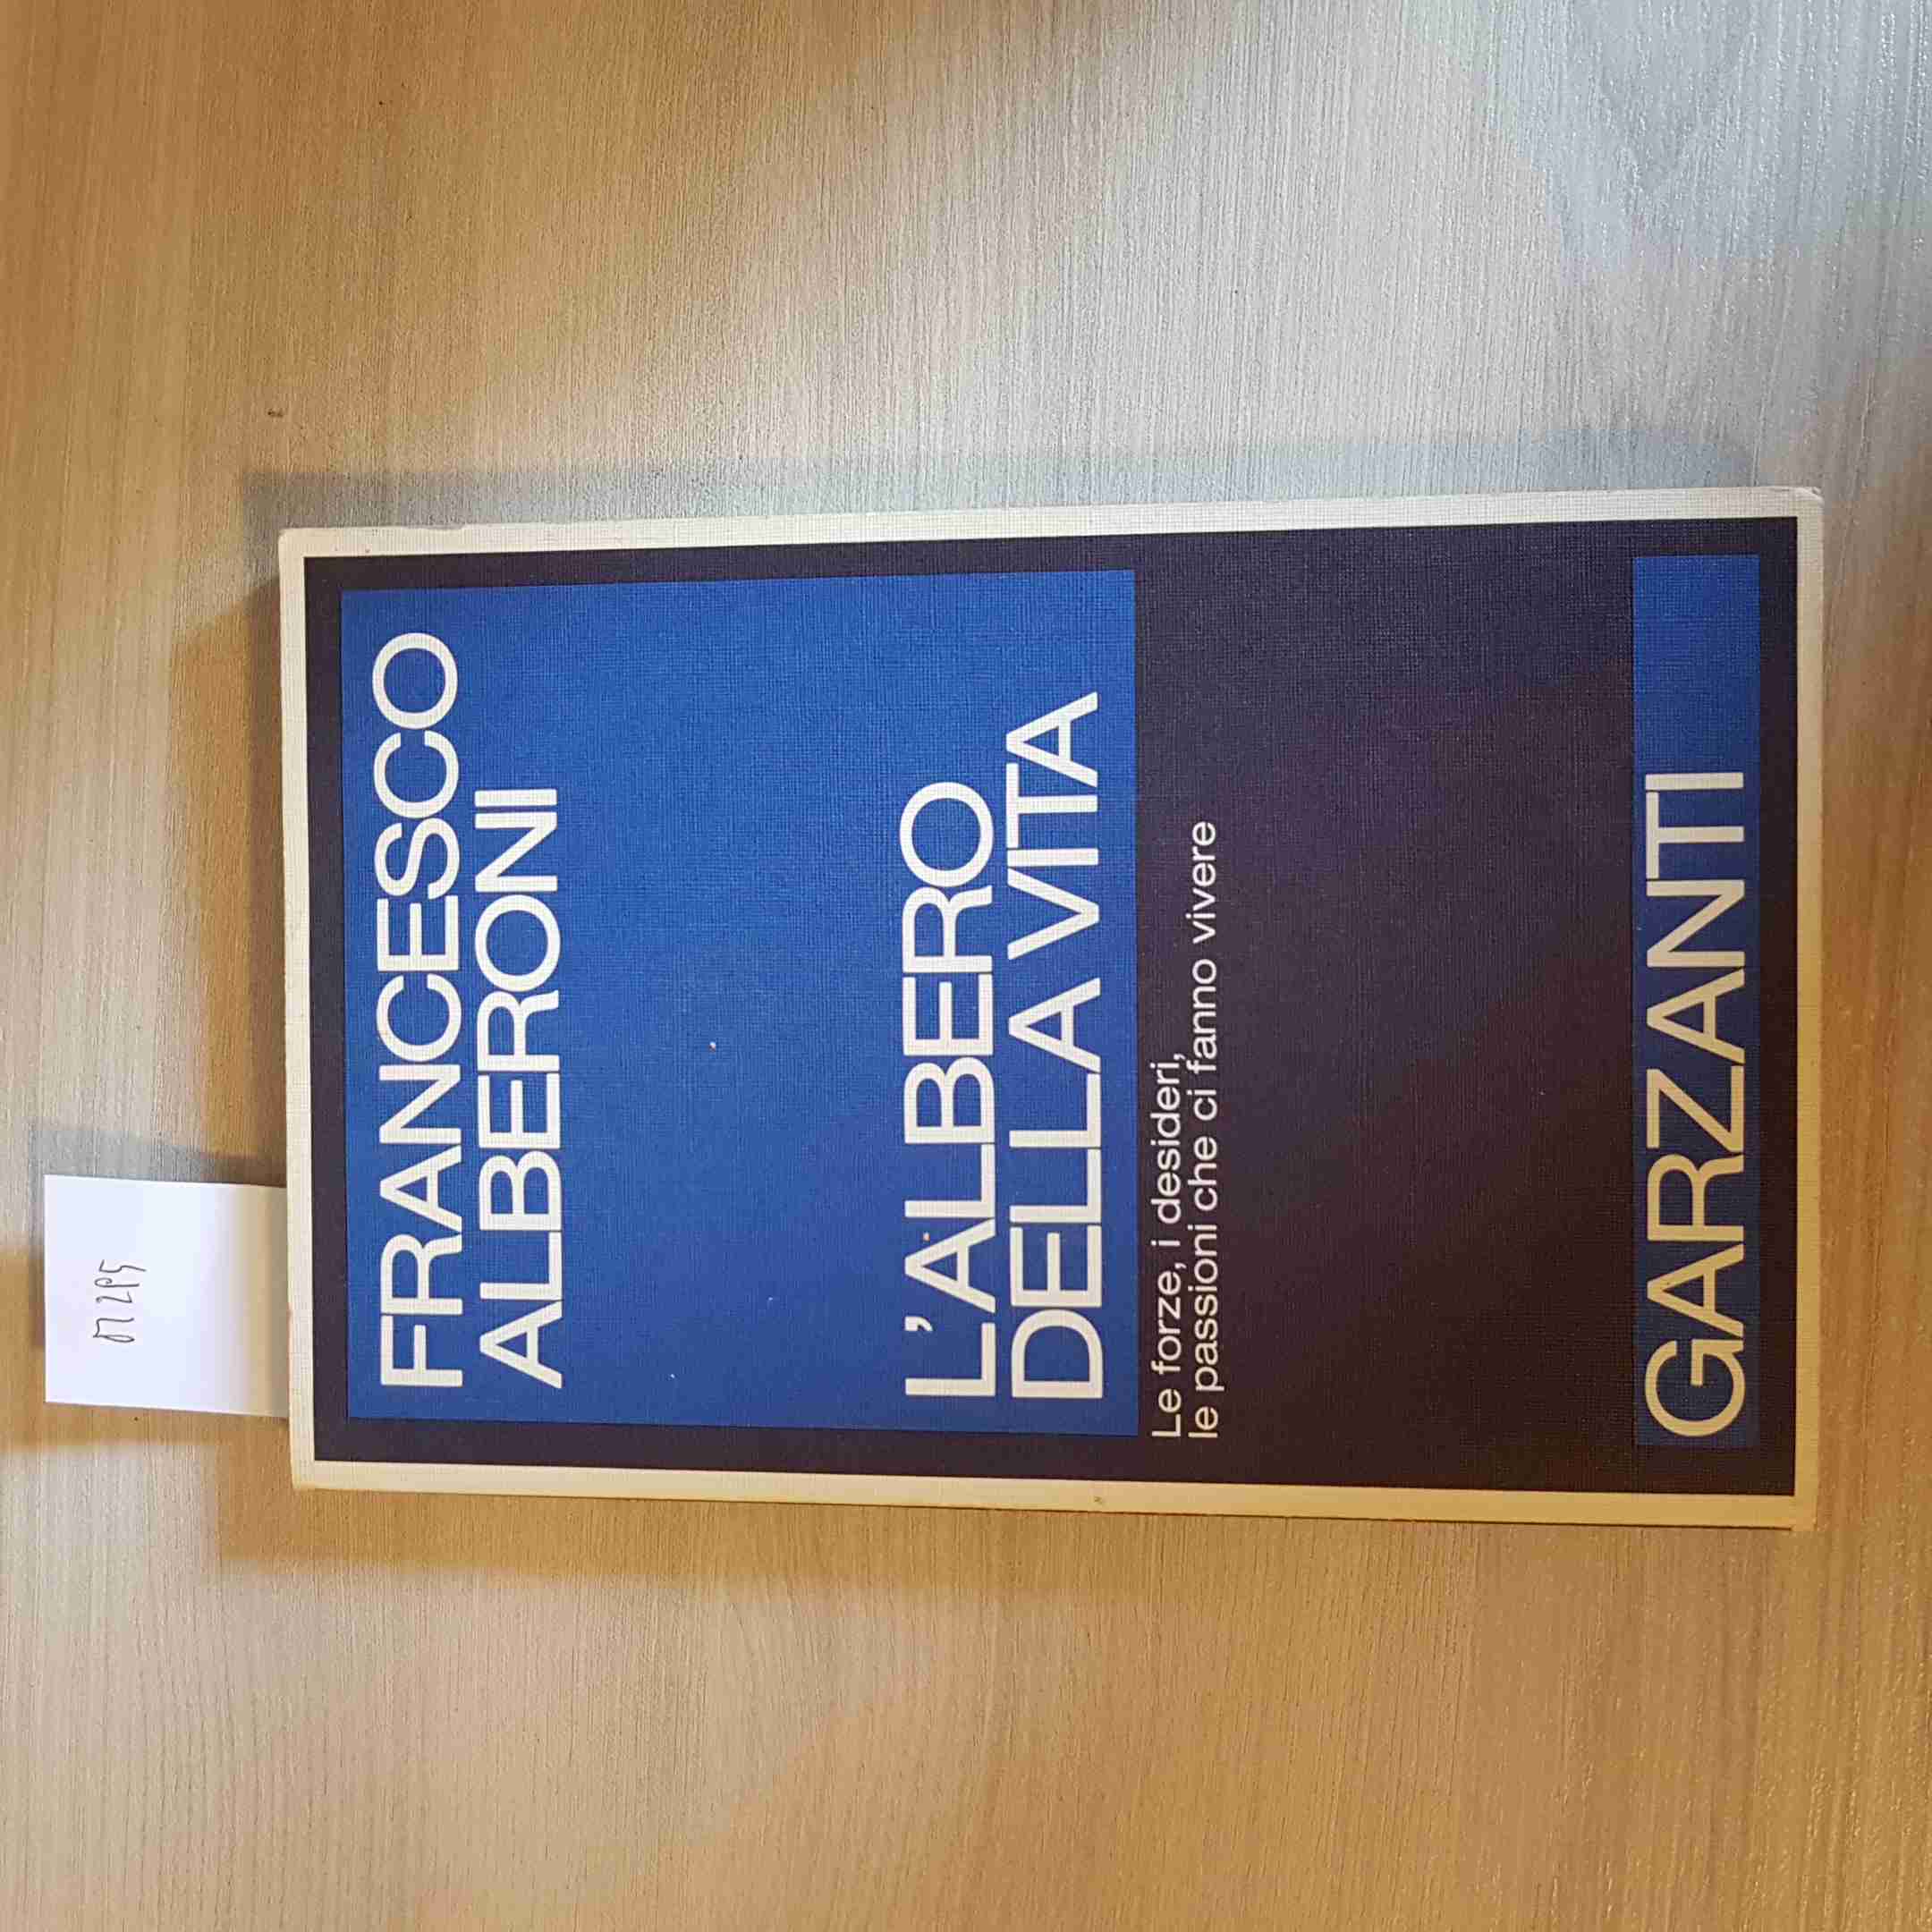 FRANCESCO
ALBERONI
L'ALBERO
DELLA VITA
Le forze, i desideri,
le passioni che ci fanno vivere
GARZANTI